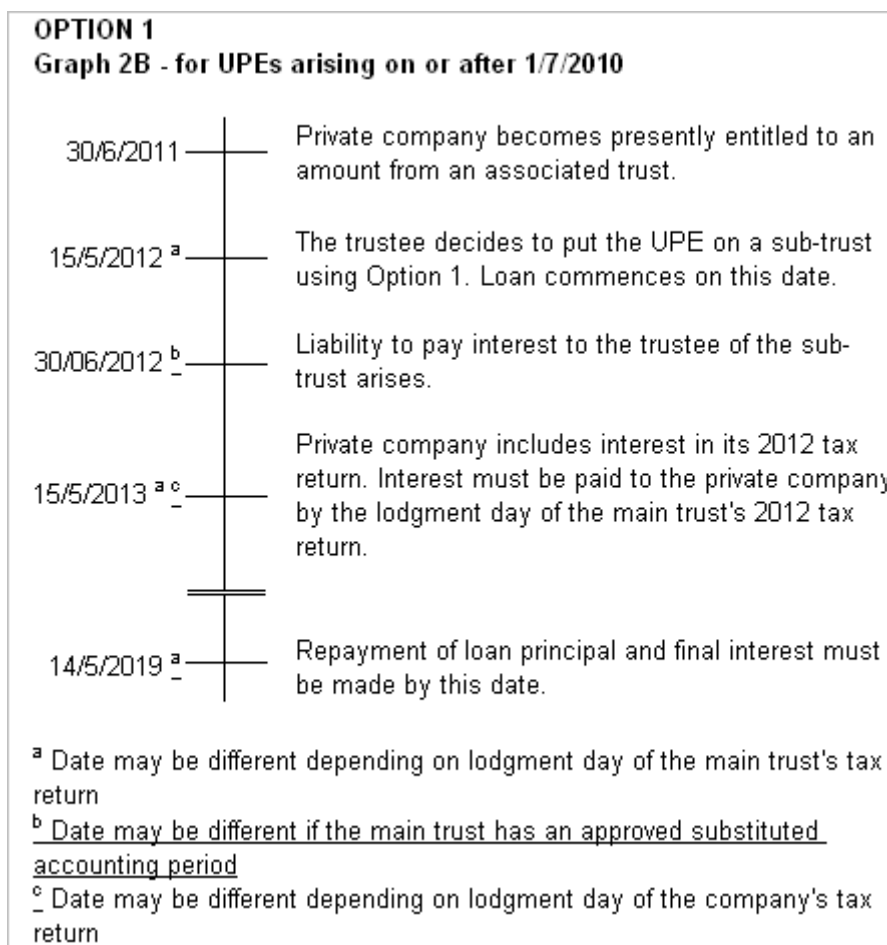 OPTION 1
Graph 2B - for UPEs arising on or after 1/7/2010
30/6/2011
Private company becomes presently entitled to an
amount from an associated trust.
15/5/2012 a
The trustee decides to put the UPE on a sub-trust
using Option 1. Loan commences on this date.
30/06/2012 b
Liability to pay interest to the trustee of the sub-
trust arises.
15/5/2013 a c
Private company includes interest in its 2012 tax
return. Interest must be paid to the private company
by the lodgment day of the main trust's 2012 tax
return.
14/5/2019 a
Repayment of loan principal and final interest must
be made by this date.
a Date may be different depending on lodgment day of the main trust's tax
return
b Date may be different if the main trust has an approved substituted
accounting period
c Date may be different depending on lodgment day of the company's tax
return